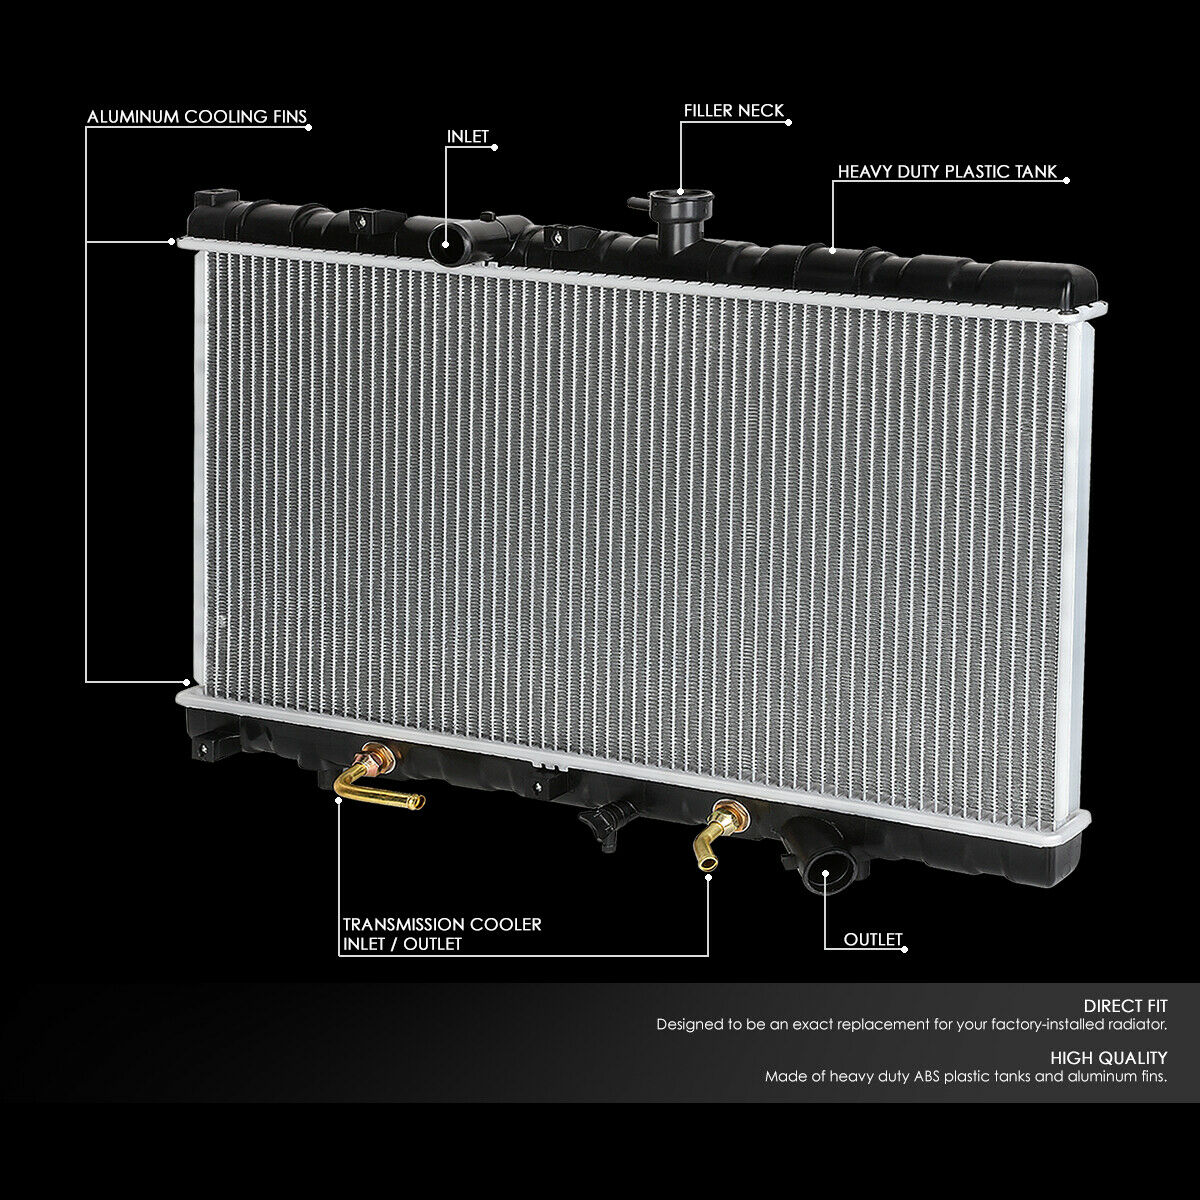 ALUMINUM COOLING FINS
INLET
FILLER NECK
HEAVY DUTY PLASTIC TANK
TRANSMISSION COOLER
INLET / OUTLET
OUTLET
DIRECT FIT
Designed to be an exact replacement for your factory-installed radiator.
HIGH QUALITY
Made of heavy duty ABS plastic tanks and aluminum fins.